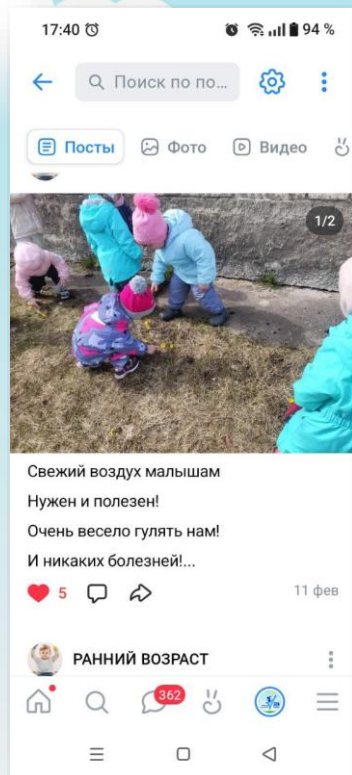 17:40
94 %
Поиск по по...
Посты
Фото
Видео
1/2
Свежий воздух малышам
Нужен и полезен!
Очень весело гулять нам!
И никаких болезней!...
5
11 фев
РАННИЙ ВОЗРАСТ
362